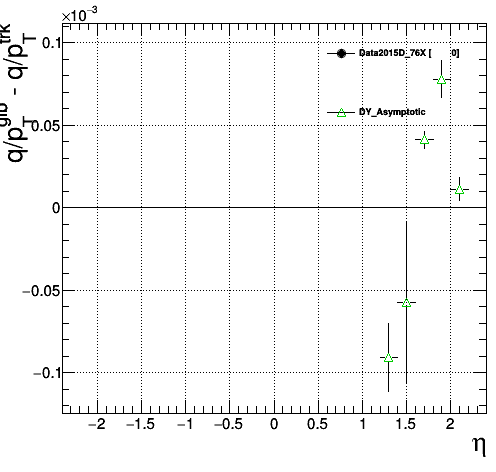 ×10⁻³
q/p_T^glb - q/p_T^trk
0.1
0.05
0
−0.05
−0.1
Data2015D_76X [ 0]
DY_Asymptotic
−2 −1.5 −1 −0.5 0 0.5 1 1.5 2
η